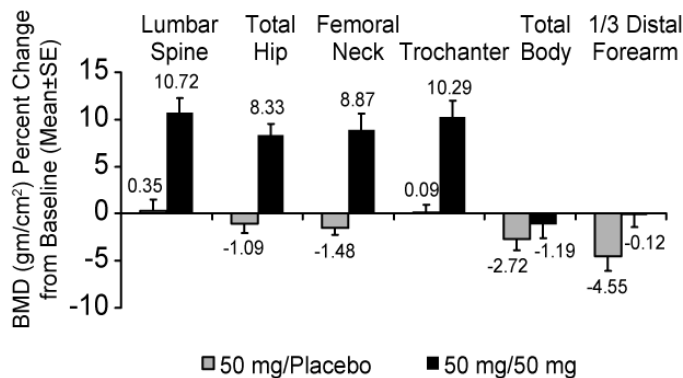 Lumbar Spine
Total Hip
Femoral Neck
Trochanter
Total Body
1/3 Distal Forearm
BMD (gm/cm²) Percent Change
from Baseline (Mean±SE)
15
10
5
0
-5
-10
0.35
10.72
-1.09
8.33
-1.48
8.87
0.09
10.29
-2.72
-1.19
-4.55
-0.12
50 mg/Placebo
50 mg/50 mg